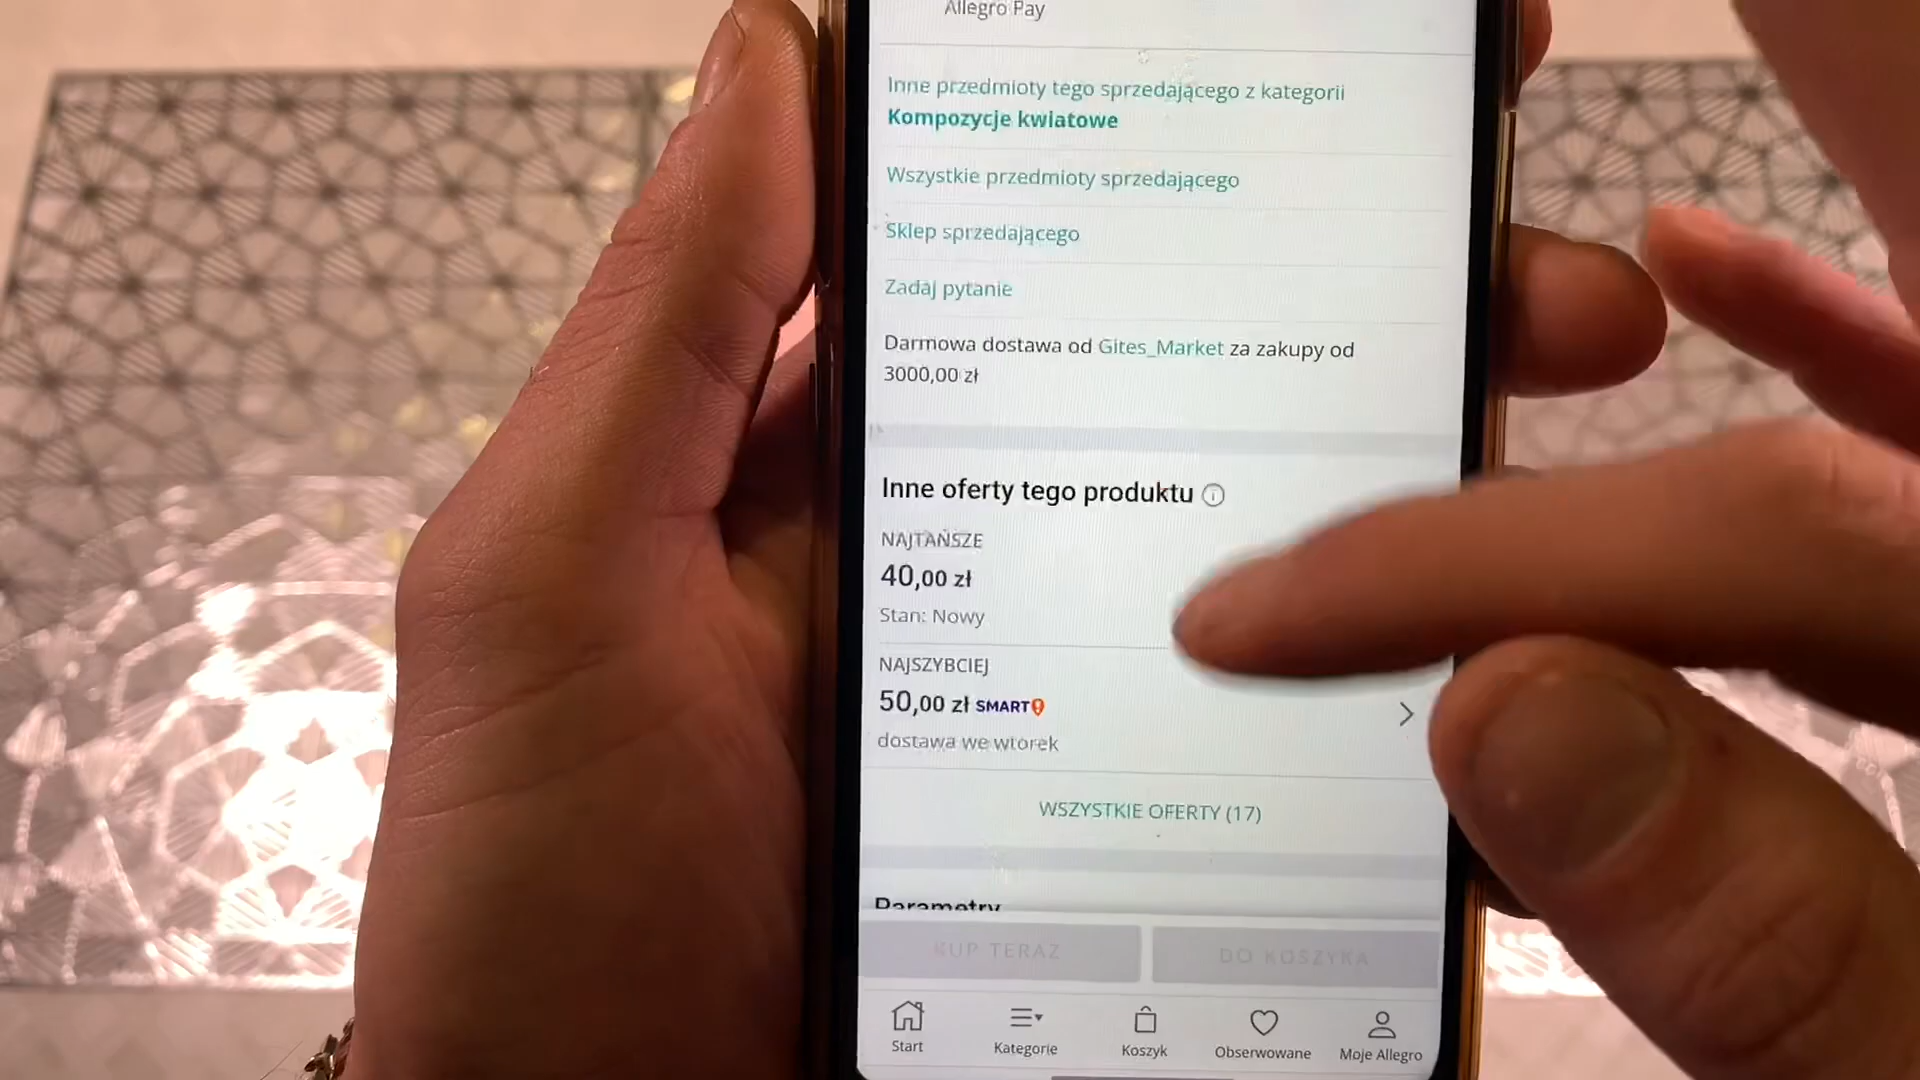 Allegro Pay
Inne przedmioty tego sprzedającego z kategorii
Kompozycje kwiatowe
Wszystkie przedmioty sprzedającego
Sklep sprzedającego
Zadaj pytanie
Darmowa dostawa od Gites_Market za zakupy od
3000,00 zł
Inne oferty tego produktu
NAJTAŃSZE
40,00 zł
Stan: Nowy
NAJSZYBCIEJ
50,00 zł SMART!
dostawa we wtorek
WSZYSTKIE OFERTY (17)
Parametry
KUP TERAZ
DO KOSZYKA
Start
Kategorie
Koszyk
Obserwowane
Moje Allegro